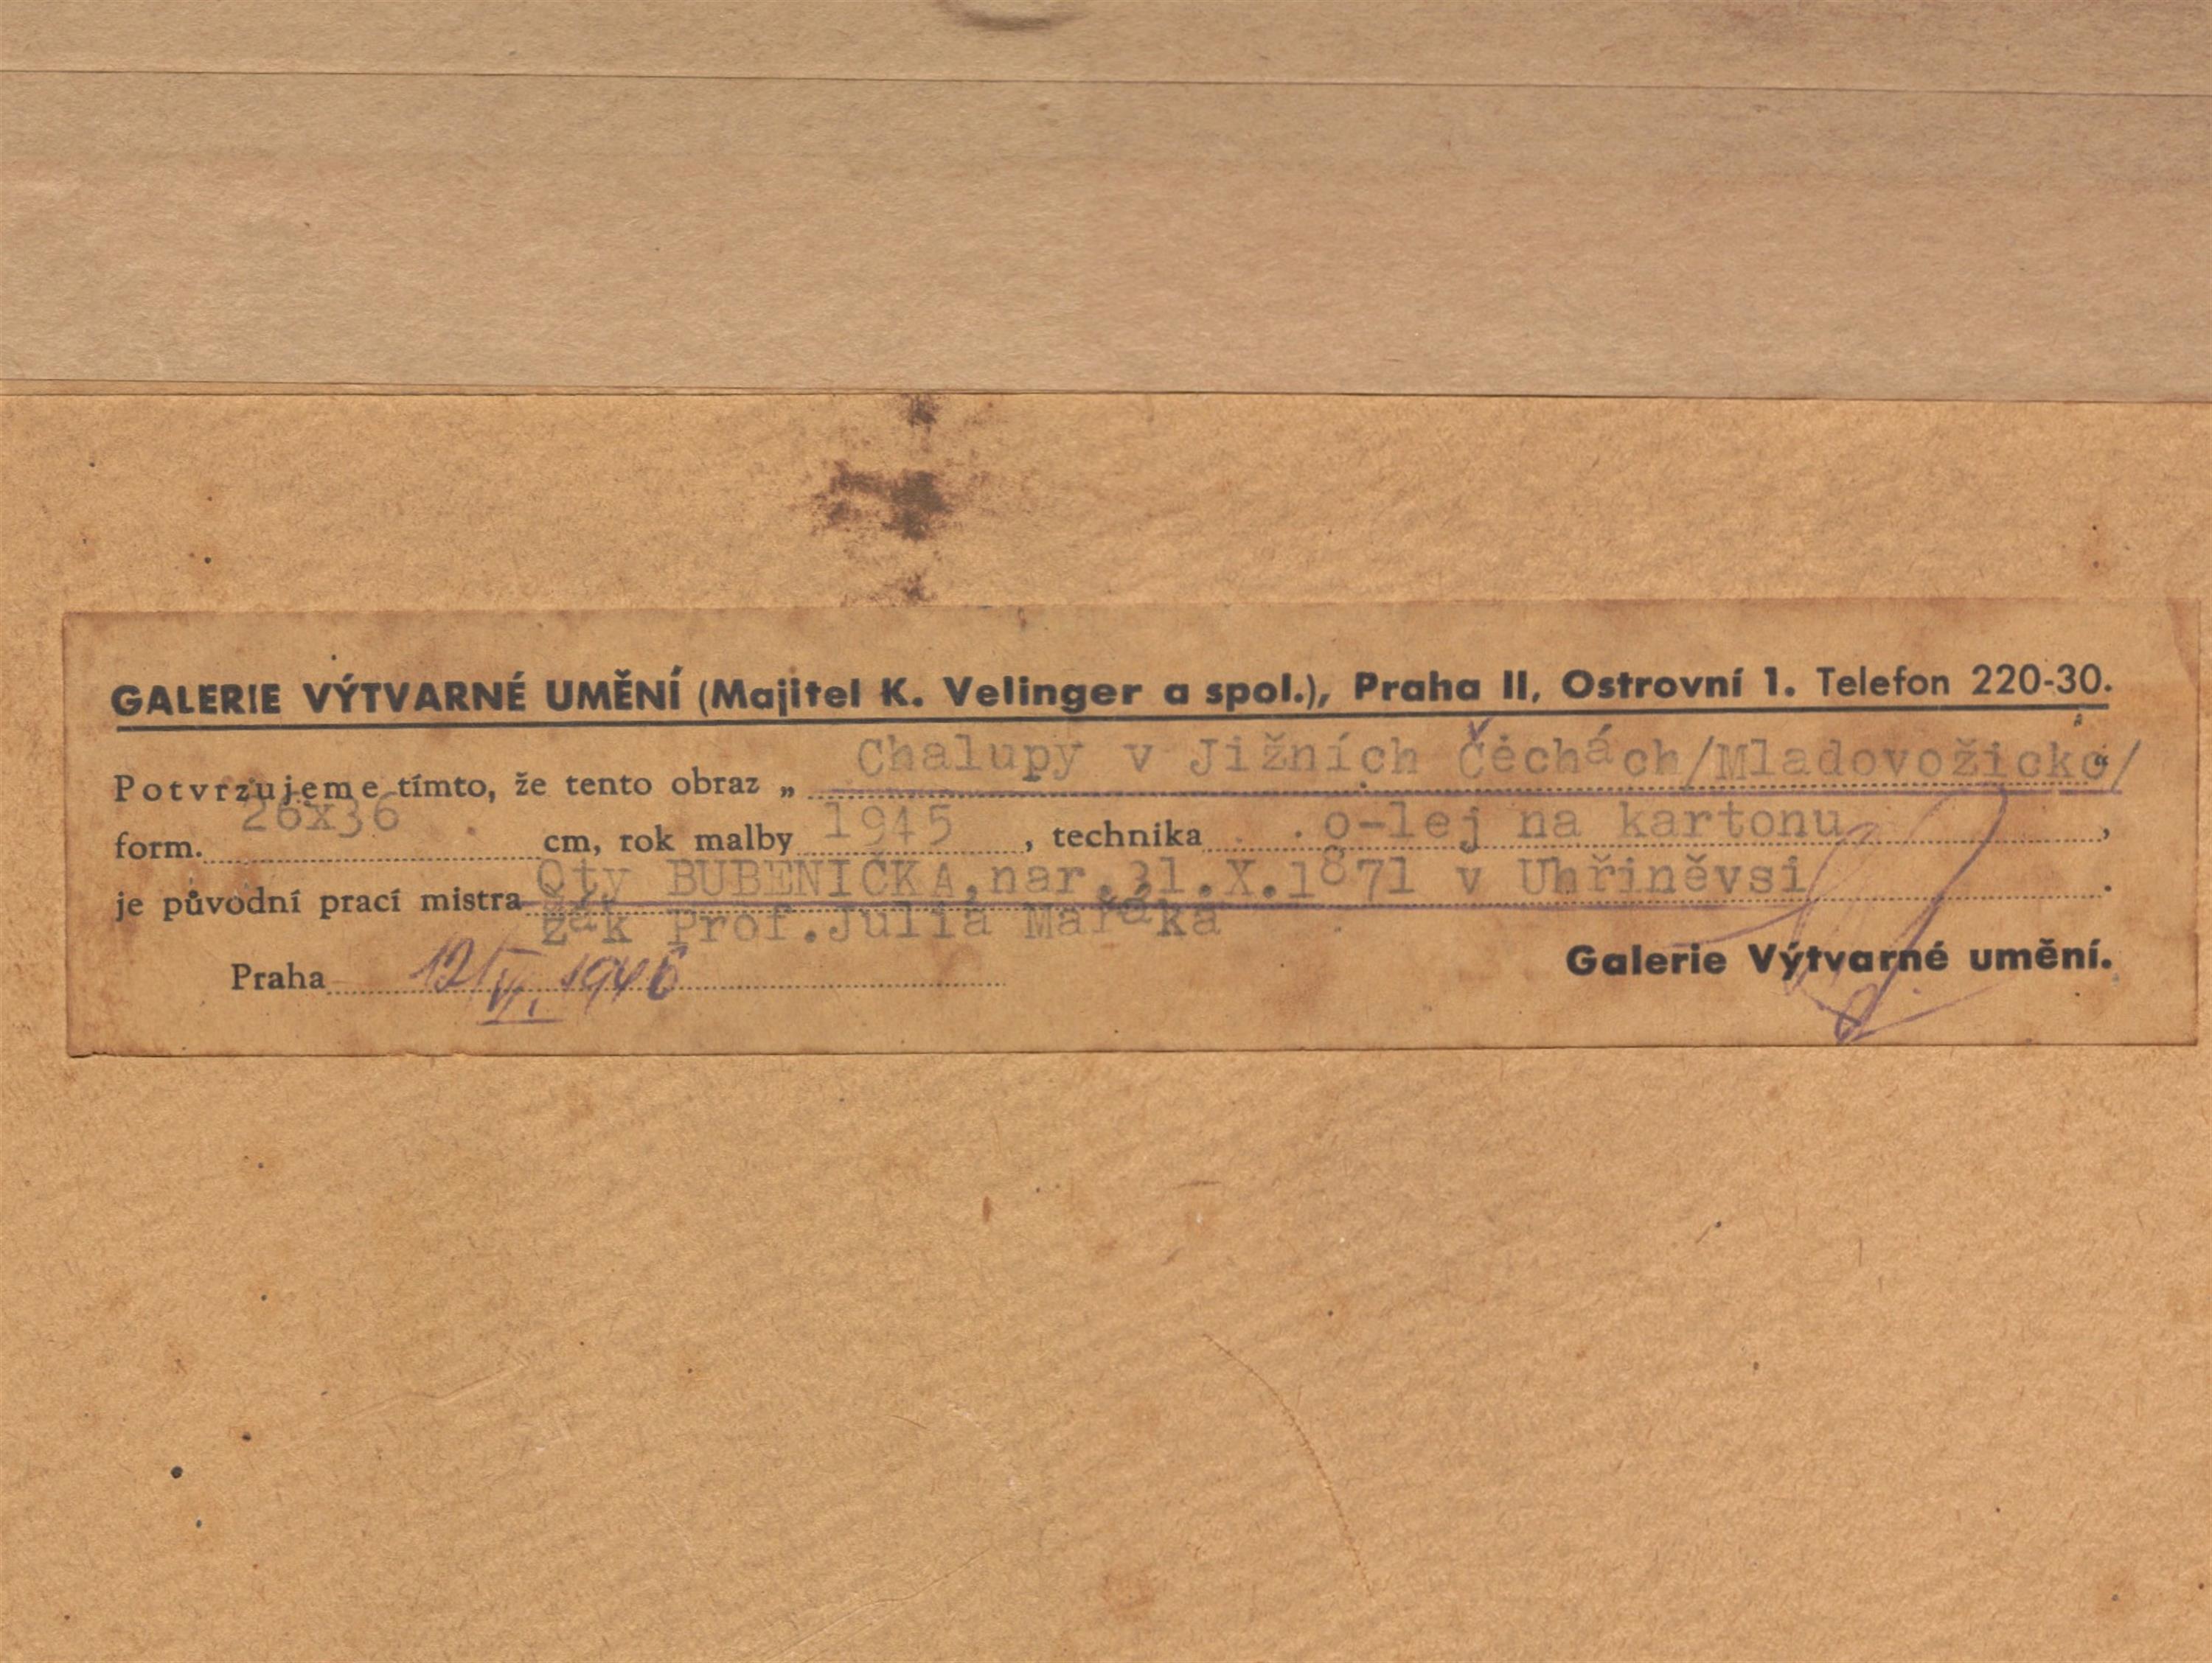 GALERIE VÝTVARNÉ UMĚNÍ (Majitel K. Velinger a spol.), Praha II, Ostrovní 1. Telefon 220-30.
Potvrzujeme tímto, že tento obraz „ Chalupy v Jižních Čechách/Mladovožicko/“
form. 26x36 cm, rok malby 1945, technika o-lej na kartonu,
je původní prací mistra Oty BUBENÍČKA, nar. 31.X.1871 v Uhříněvsi.
žák Prof. Julia Mařáka
Praha 12/VI. 1946 Galerie Výtvarné umění.